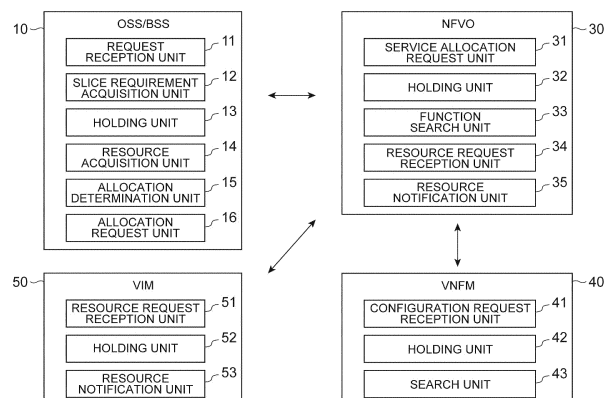 OSS/BSS
10
REQUEST
RECEPTION UNIT
11
SLICE REQUIREMENT
ACQUISITION UNIT
12
HOLDING UNIT
13
RESOURCE
ACQUISITION UNIT
14
ALLOCATION
DETERMINATION UNIT
15
ALLOCATION
REQUEST UNIT
16
NFVO
30
SERVICE ALLOCATION
REQUEST UNIT
31
HOLDING UNIT
32
FUNCTION
SEARCH UNIT
33
RESOURCE REQUEST
RECEPTION UNIT
34
RESOURCE
NOTIFICATION UNIT
35
50
VIM
RESOURCE REQUEST
RECEPTION UNIT
51
HOLDING UNIT
52
RESOURCE
NOTIFICATION UNIT
53
VNFM
40
CONFIGURATION REQUEST
RECEPTION UNIT
41
HOLDING UNIT
42
SEARCH UNIT
43